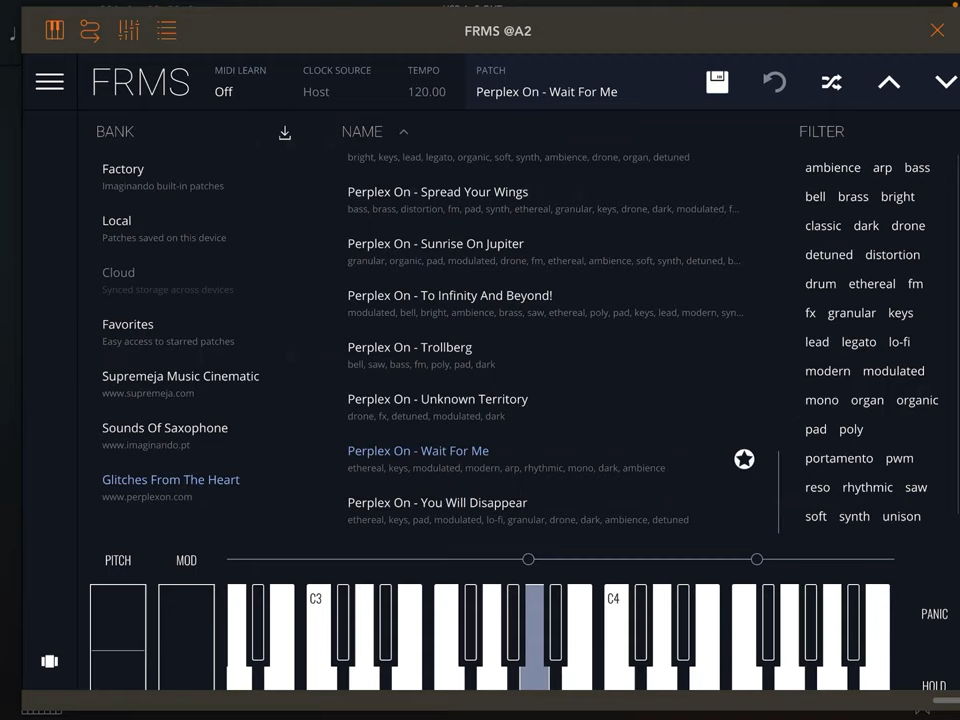 FRMS @A2
FRMS
MIDI LEARN
Off
CLOCK SOURCE
Host
TEMPO
120.00
PATCH
Perplex On - Wait For Me
BANK
Factory
Imaginando built-in patches
Local
Patches saved on this device
Cloud
Synced storage across devices
Favorites
Easy access to starred patches
Supremeja Music Cinematic
www.supremeja.com
Sounds Of Saxophone
www.imaginando.pt
Glitches From The Heart
www.perplexon.com
NAME
bright, keys, lead, legato, organic, soft, synth, ambience, drone, organ, detuned
Perplex On - Spread Your Wings
bass, brass, distortion, fm, pad, synth, ethereal, granular, keys, drone, dark, modulated, f...
Perplex On - Sunrise On Jupiter
granular, organic, pad, modulated, drone, fm, ethereal, ambience, soft, synth, detuned, b...
Perplex On - To Infinity And Beyond!
modulated, bell, bright, ambience, brass, saw, ethereal, poly, pad, keys, lead, modern, syn...
Perplex On - Trollberg
bell, saw, bass, fm, poly, pad, dark
Perplex On - Unknown Territory
drone, fx, detuned, modulated, dark
Perplex On - Wait For Me
ethereal, keys, modulated, modern, arp, rhythmic, mono, dark, ambience
Perplex On - You Will Disappear
ethereal, keys, pad, modulated, lo-fi, granular, drone, dark, ambience, detuned
FILTER
ambience arp bass
bell brass bright
classic dark drone
detuned distortion
drum ethereal fm
fx granular keys
lead legato lo-fi
modern modulated
mono organ organic
pad poly
portamento pwm
reso rhythmic saw
soft synth unison
PITCH
MOD
C3
C4
PANIC
HOLD